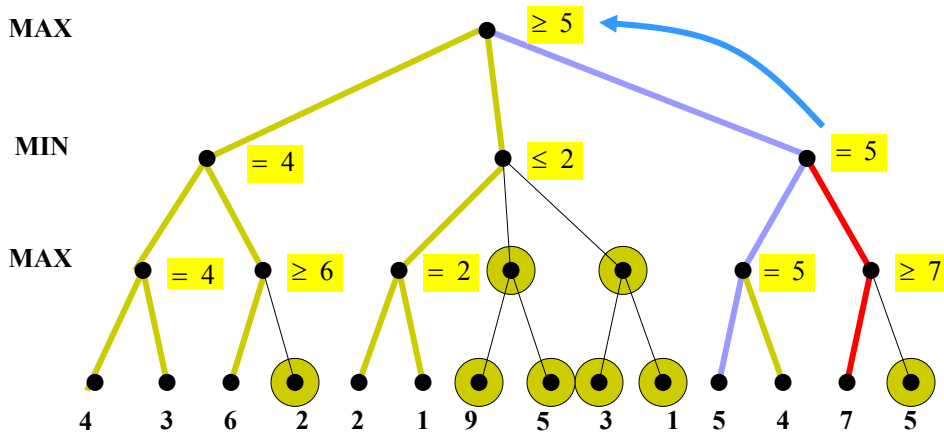 MAX ≥ 5
MIN = 4 ≤ 2 = 5
MAX = 4 ≥ 6 = 2 = 5 ≥ 7
4 3 6 2 2 1 9 5 3 1 5 4 7 5